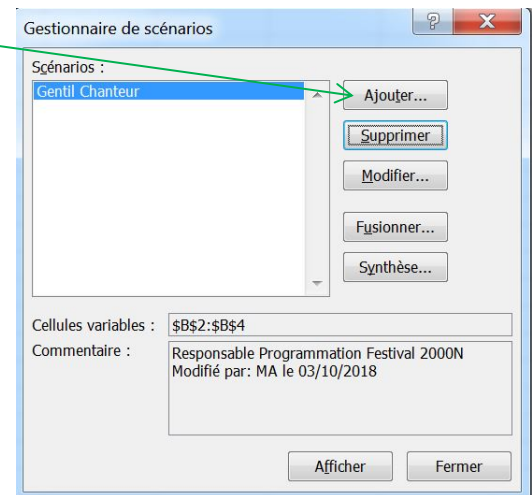 Gestionnaire de scénarios
Scénarios :
Gentil Chanteur
Ajouter...
Supprimer
Modifier...
Fusionner...
Synthèse...
Cellules variables : $B$2:$B$4
Commentaire : Responsable Programmation Festival 2000N
Modifié par: MA le 03/10/2018
Afficher Fermer